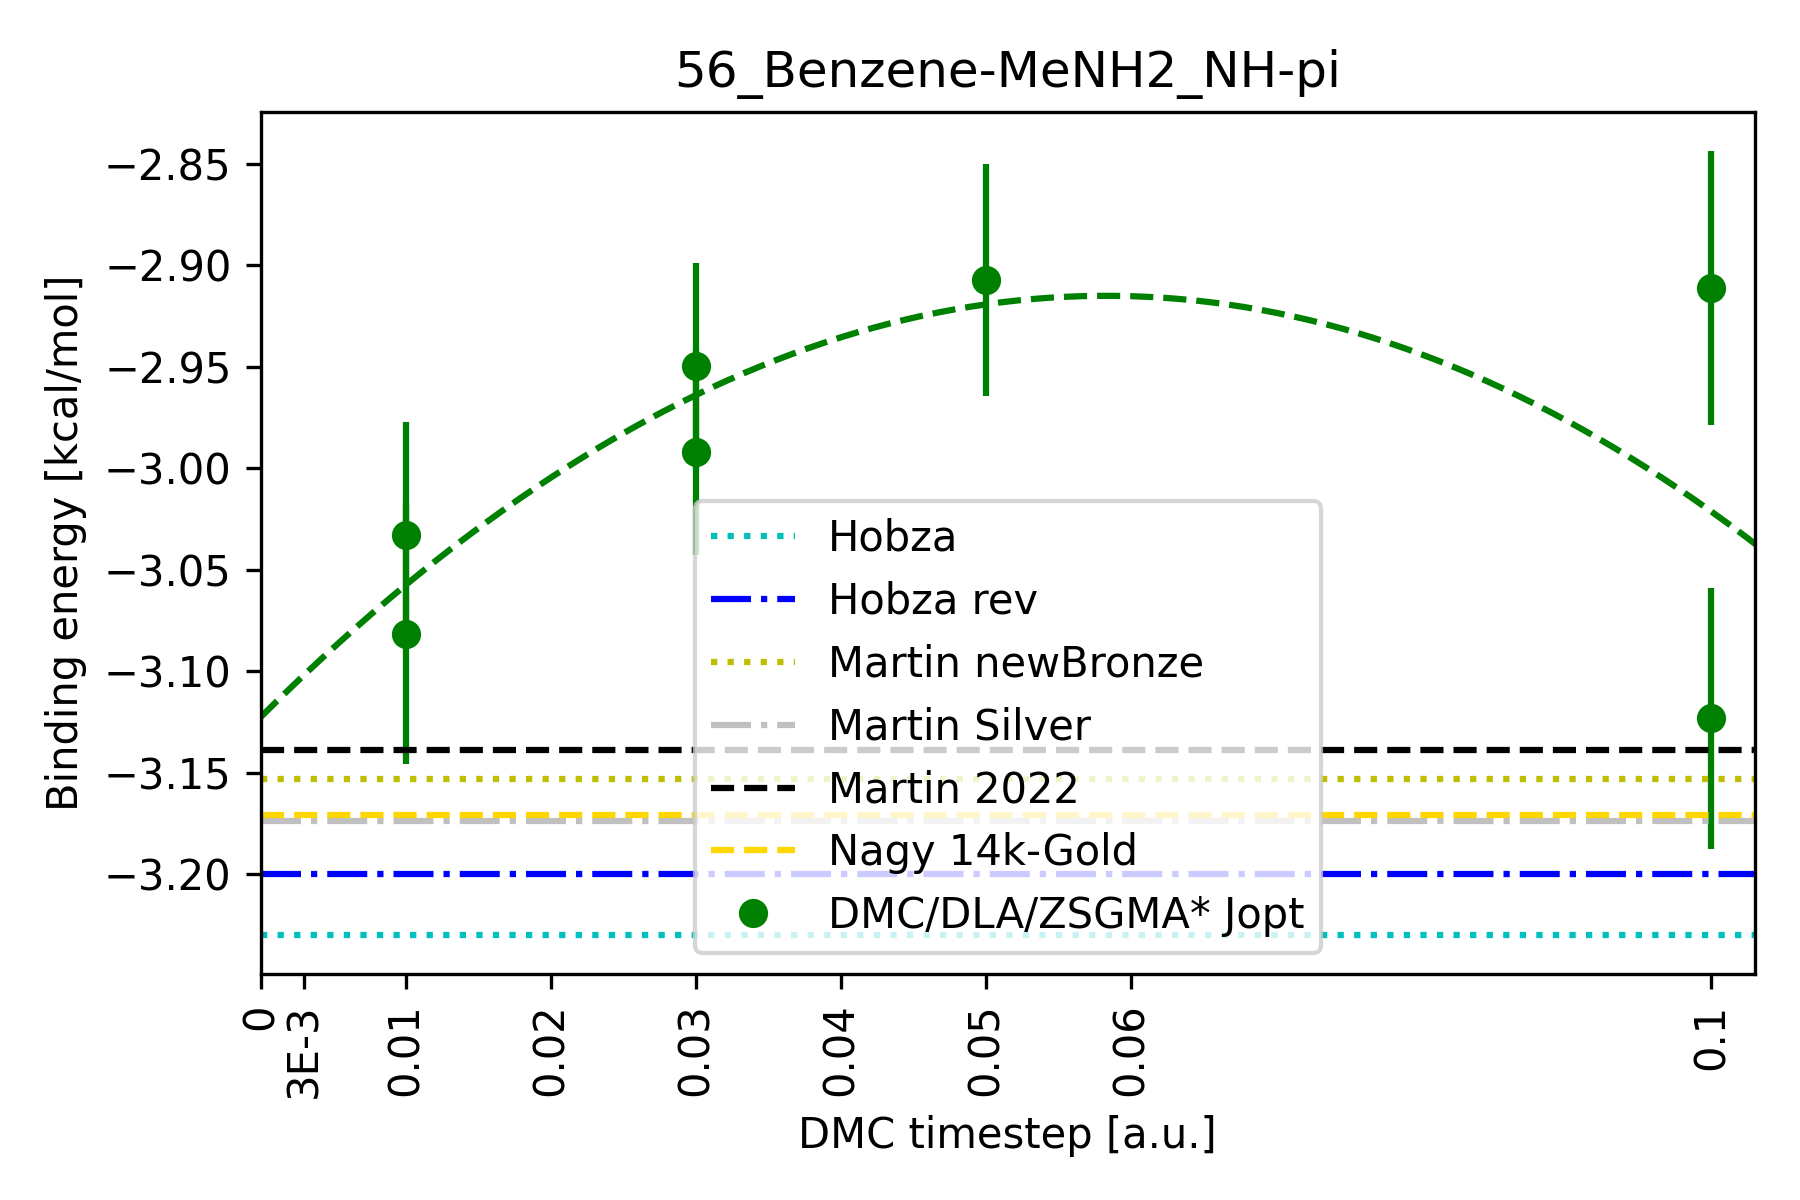 56_Benzene-MeNH2_NH-pi
Binding energy [kcal/mol]
−2.85
−2.90
−2.95
−3.00
−3.05
−3.10
−3.15
−3.20
Hobza
Hobza rev
Martin newBronze
Martin Silver
Martin 2022
Nagy 14k-Gold
DMC/DLA/ZSGMA* Jopt
0
3E-3
0.01
0.02
0.03
0.04
0.05
0.06
0.1
DMC timestep [a.u.]